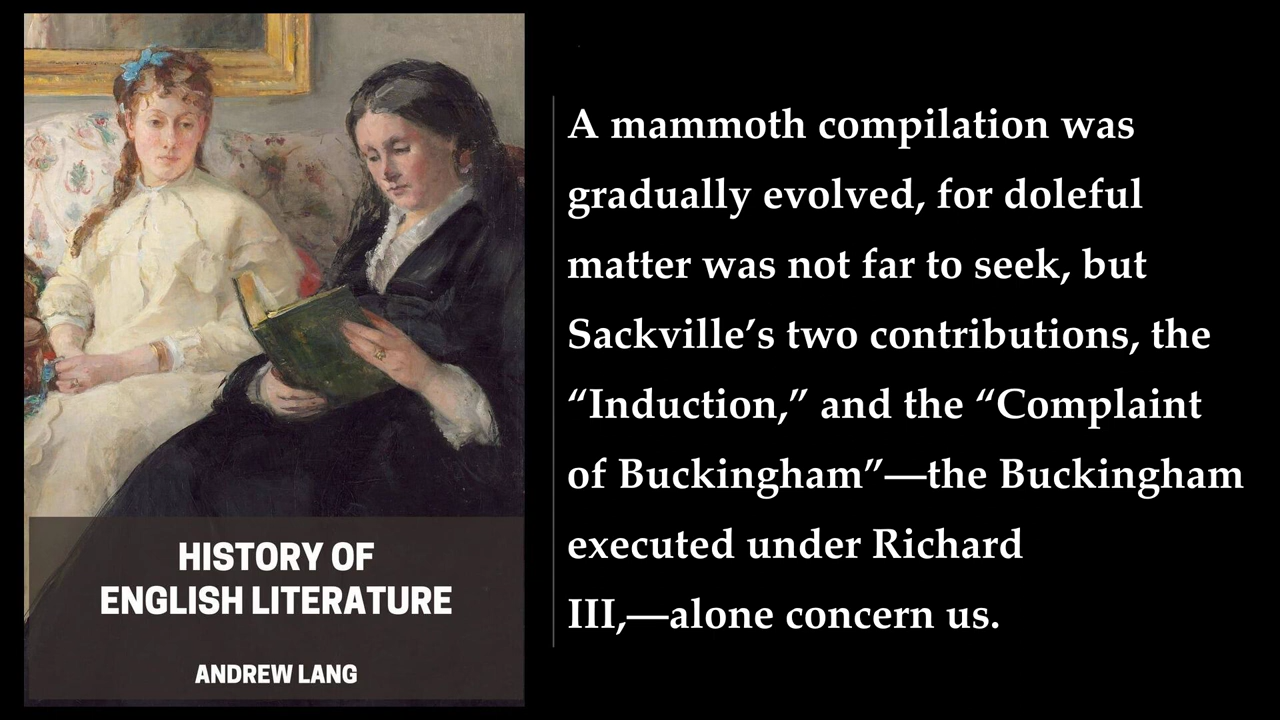 HISTORY OF
ENGLISH LITERATURE
ANDREW LANG
A mammoth compilation was
gradually evolved, for doleful
matter was not far to seek, but
Sackville’s two contributions, the
“Induction,” and the “Complaint
of Buckingham”—the Buckingham
executed under Richard
III,—alone concern us.